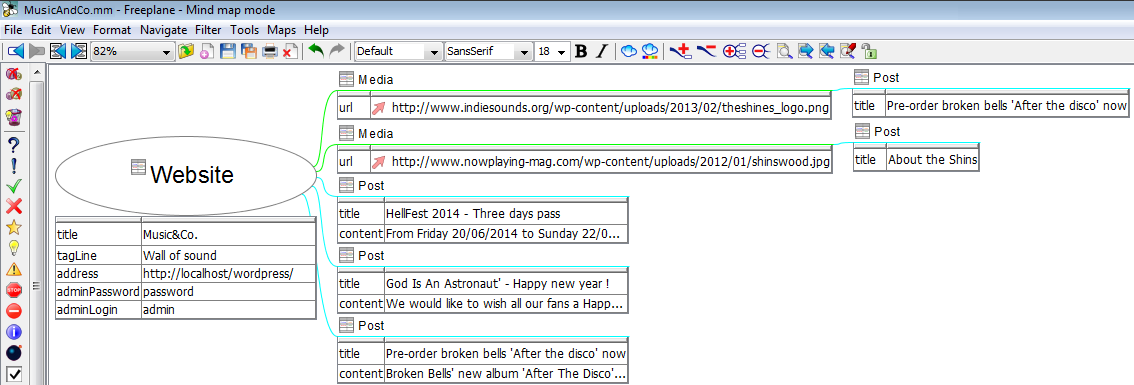 MusicAndCo.mm - Freeplane - Mind map mode
File Edit View Format Navigate Filter Tools Maps Help
82% Default SansSerif 18 B I
Media
url http://www.indiesounds.org/wp-content/uploads/2013/02/theshines_logo.png
Post
title Pre-order broken bells 'After the disco' now
Media
url http://www.nowplaying-mag.com/wp-content/uploads/2012/01/shinswood.jpg
Post
title About the Shins
Website
title Music&Co.
tagLine Wall of sound
address http://localhost/wordpress/
adminPassword password
adminLogin admin
Post
title HellFest 2014 - Three days pass
content From Friday 20/06/2014 to Sunday 22/0...
Post
title God Is An Astronaut' - Happy new year !
content We would like to wish all our fans a Happ...
Post
title Pre-order broken bells 'After the disco' now
content Broken Bells' new album 'After The Disco'...
STOP